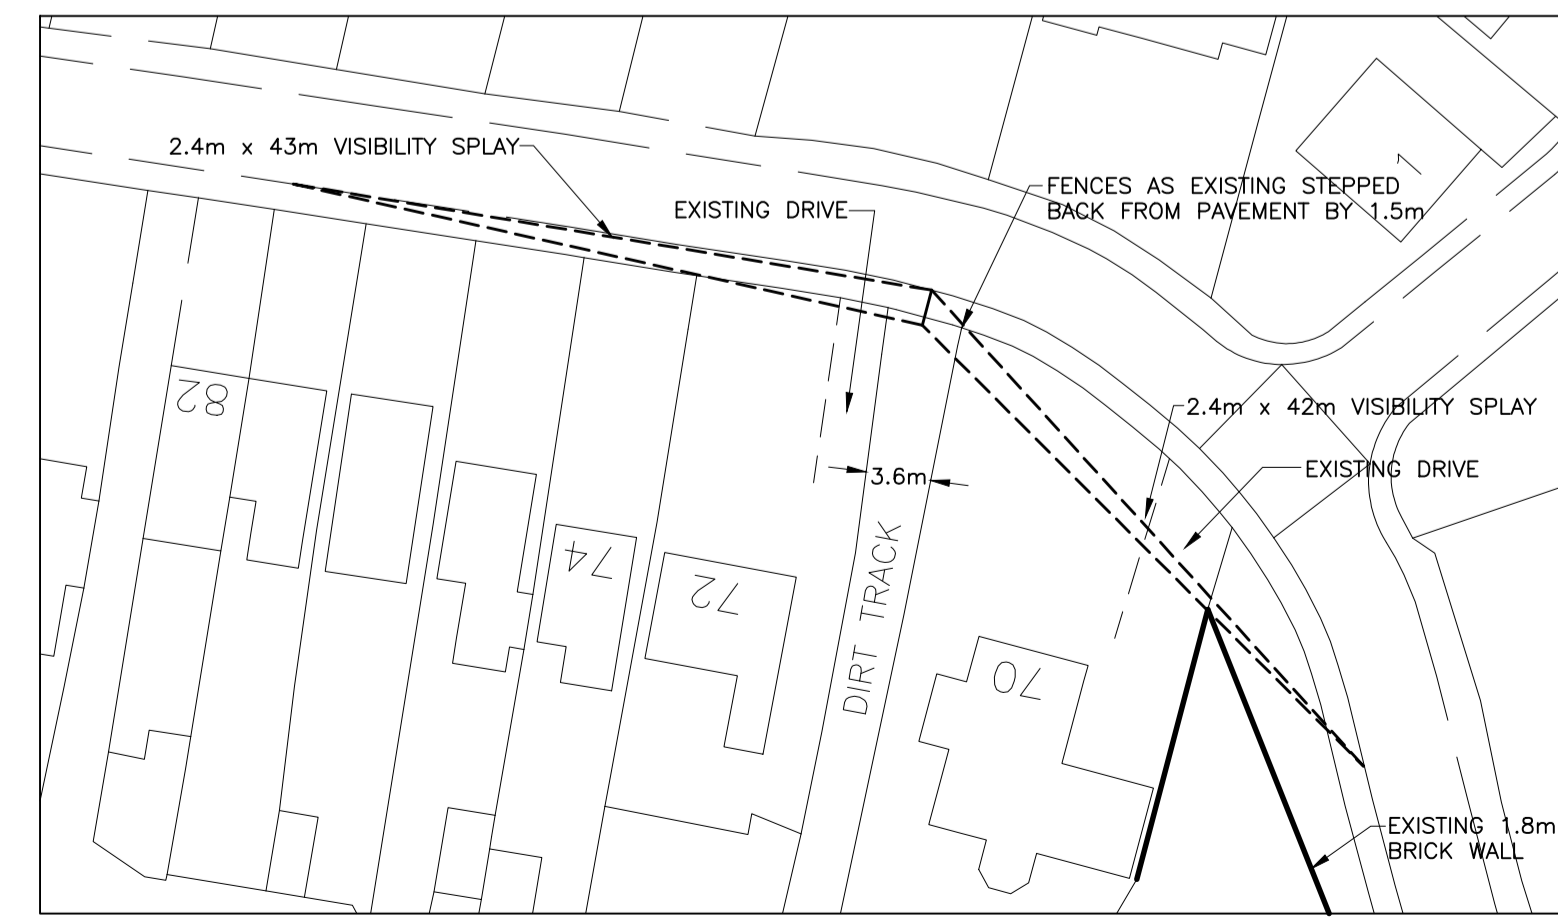 2.4m x 43m VISIBILITY SPLAY
EXISTING DRIVE
FENCES AS EXISTING STEPPED
BACK FROM PAVEMENT BY 1.5m
1
82
2.4m x 42m VISIBILITY SPLAY
EXISTING DRIVE
3.6m
74
72
DIRT TRACK
70
EXISTING 1.8m
BRICK WALL